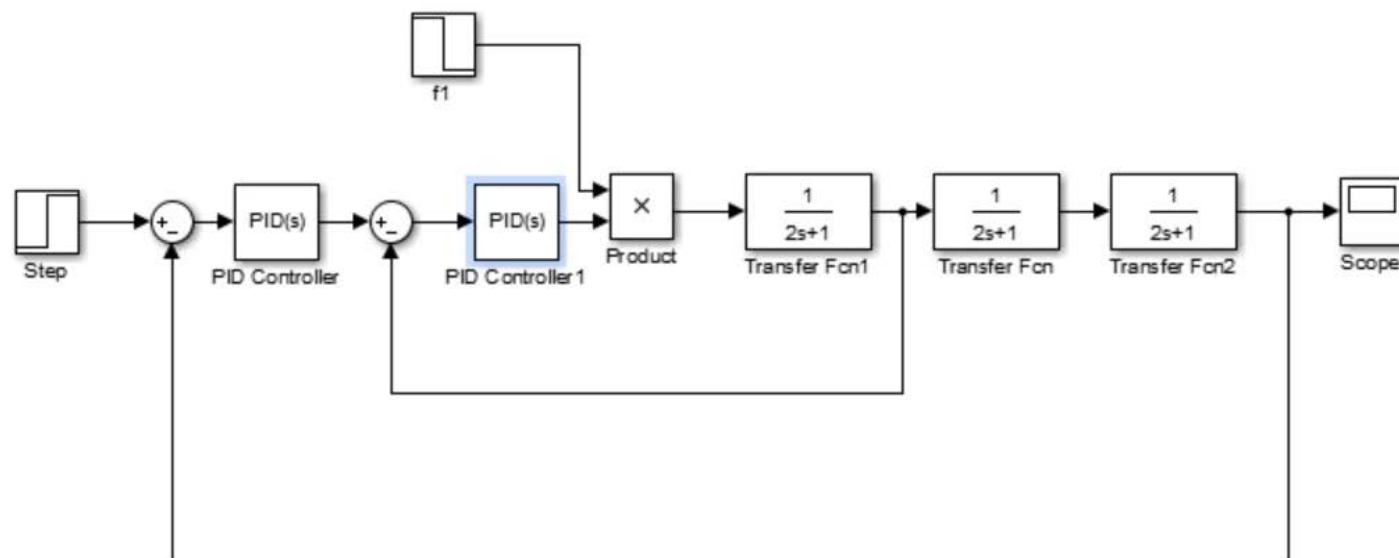 f1
Step
+
−
PID(s)
PID Controller
+
−
PID(s)
PID Controller1
×
Product
1
2s+1
Transfer Fcn1
1
2s+1
Transfer Fcn
1
2s+1
Transfer Fcn2
Scope